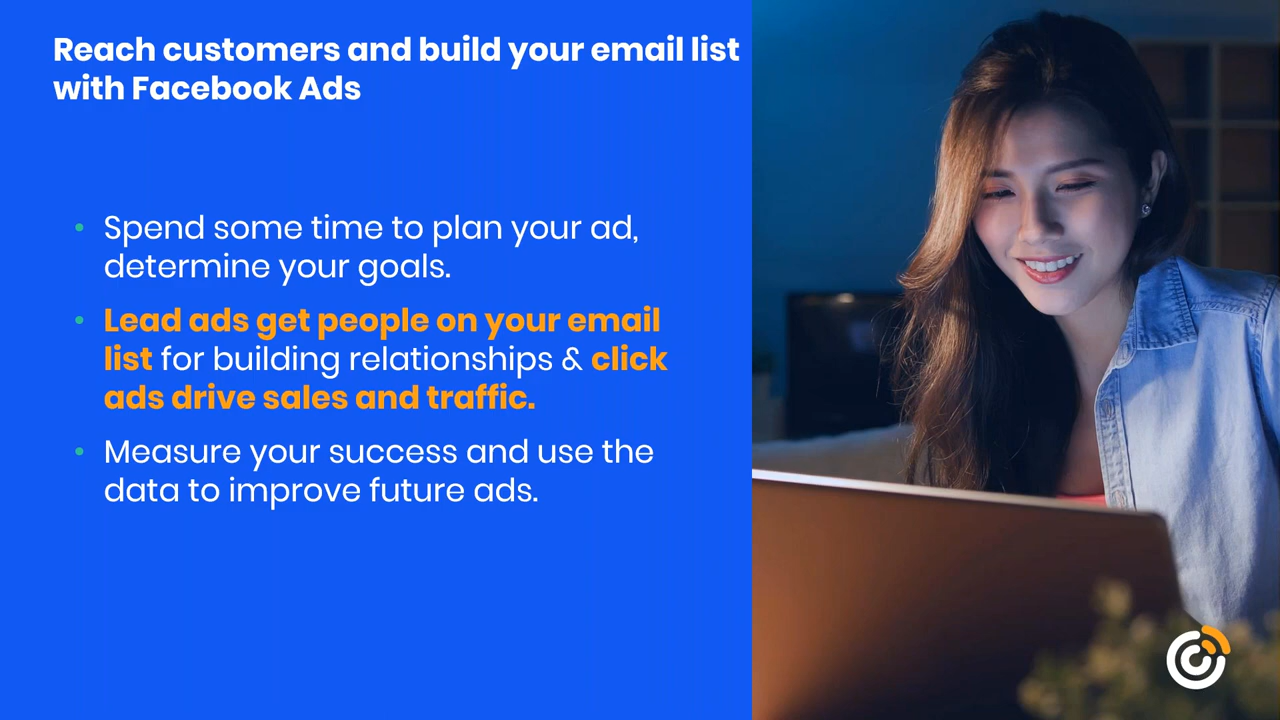 Reach customers and build your email list
with Facebook Ads
• Spend some time to plan your ad,
determine your goals.
• Lead ads get people on your email
list for building relationships & click
ads drive sales and traffic.
• Measure your success and use the
data to improve future ads.